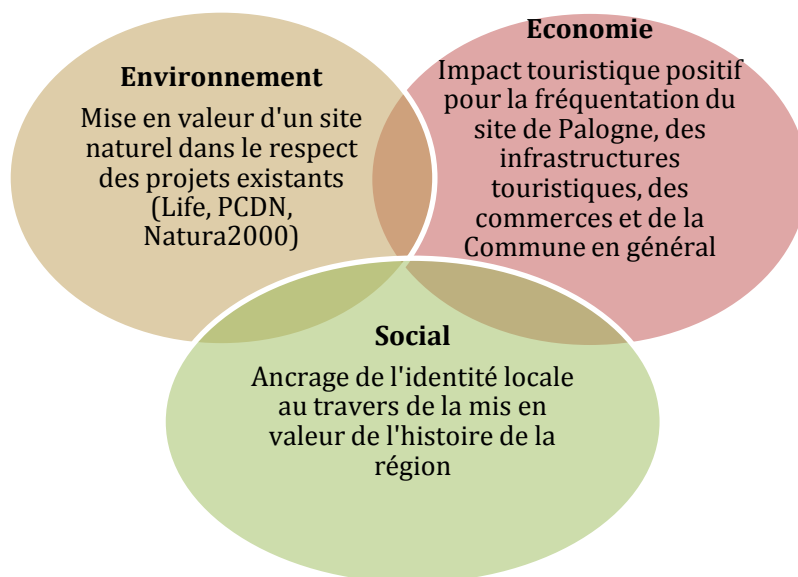 Environnement
Mise en valeur d'un site
naturel dans le respect
des projets existants
(Life, PCDN,
Natura2000)
Economie
Impact touristique positif
pour la fréquentation du
site de Palogne, des
infrastructures
touristiques, des
commerces et de la
Commune en général
Social
Ancrage de l'identité locale
au travers de la mis en
valeur de l'histoire de la
région